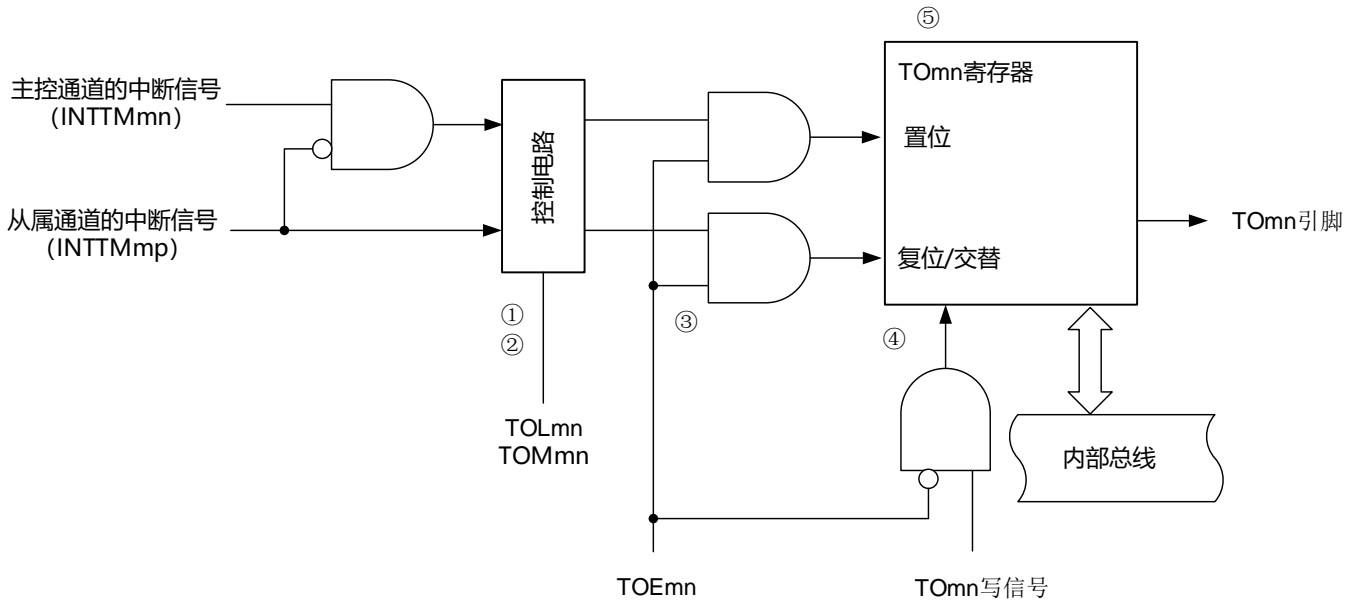 ⑤
TOmn寄存器
主控通道的中断信号
(INTTMmn)
置位
控制电路
从属通道的中断信号
(INTTMmp)
TOmn引脚
复位/交替
①
②
③
④
TOLmn
TOMmn
内部总线
TOEmn
TOmn写信号